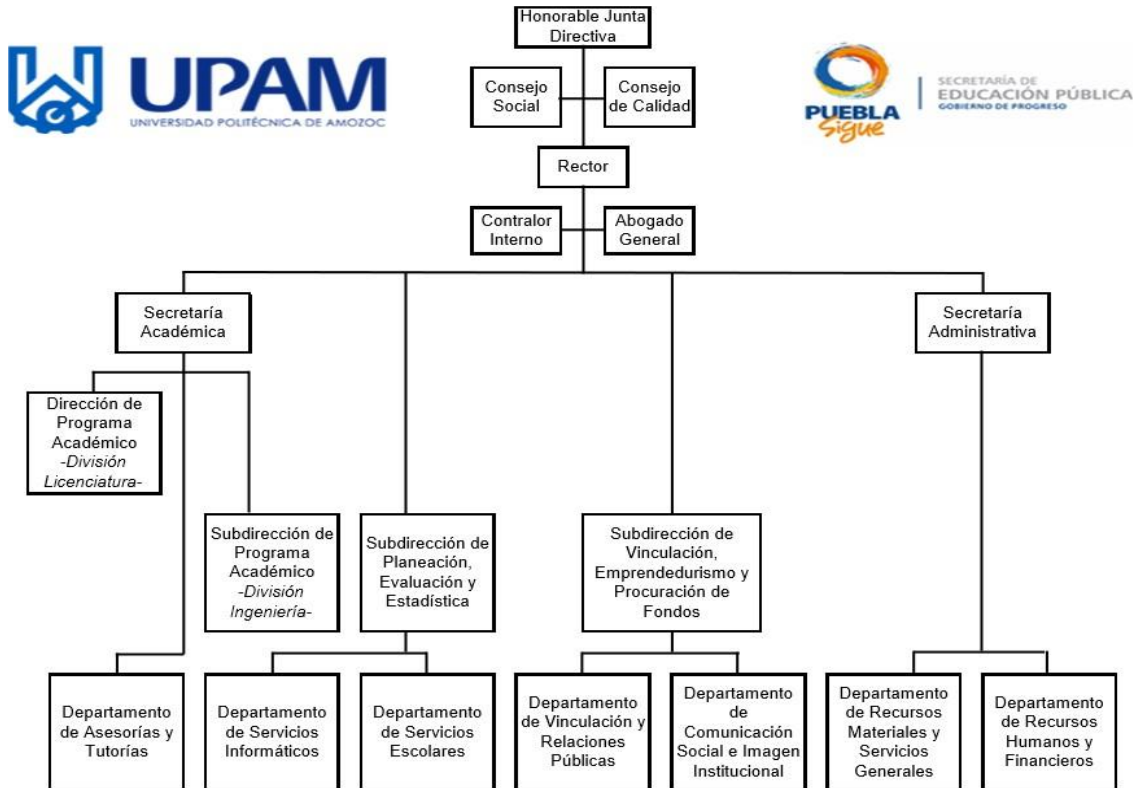 Honorable Junta
Directiva
UPAM
UNIVERSIDAD POLITÉCNICA DE AMOZOC
Consejo
Social
Consejo
de Calidad
PUEBLA
Sigue
SECRETARÍA DE
EDUCACIÓN PÚBLICA
GOBIERNO DE PROGRESO
Rector
Contralor
Interno
Abogado
General
Secretaría
Académica
Secretaría
Administrativa
Dirección de
Programa
Académico
-División
Licenciatura-
Subdirección de
Programa
Académico
-División
Ingeniería-
Subdirección de
Planeación,
Evaluación y
Estadística
Subdirección de
Vinculación,
Emprendedurismo y
Procuración de
Fondos
Departamento
de Asesorías y
Tutorías
Departamento
de Servicios
Informáticos
Departamento
de Servicios
Escolares
Departamento
de Vinculación y
Relaciones
Públicas
Departamento
de
Comunicación
Social e Imagen
Institucional
Departamento
de Recursos
Materiales y
Servicios
Generales
Departamento
de Recursos
Humanos y
Financieros